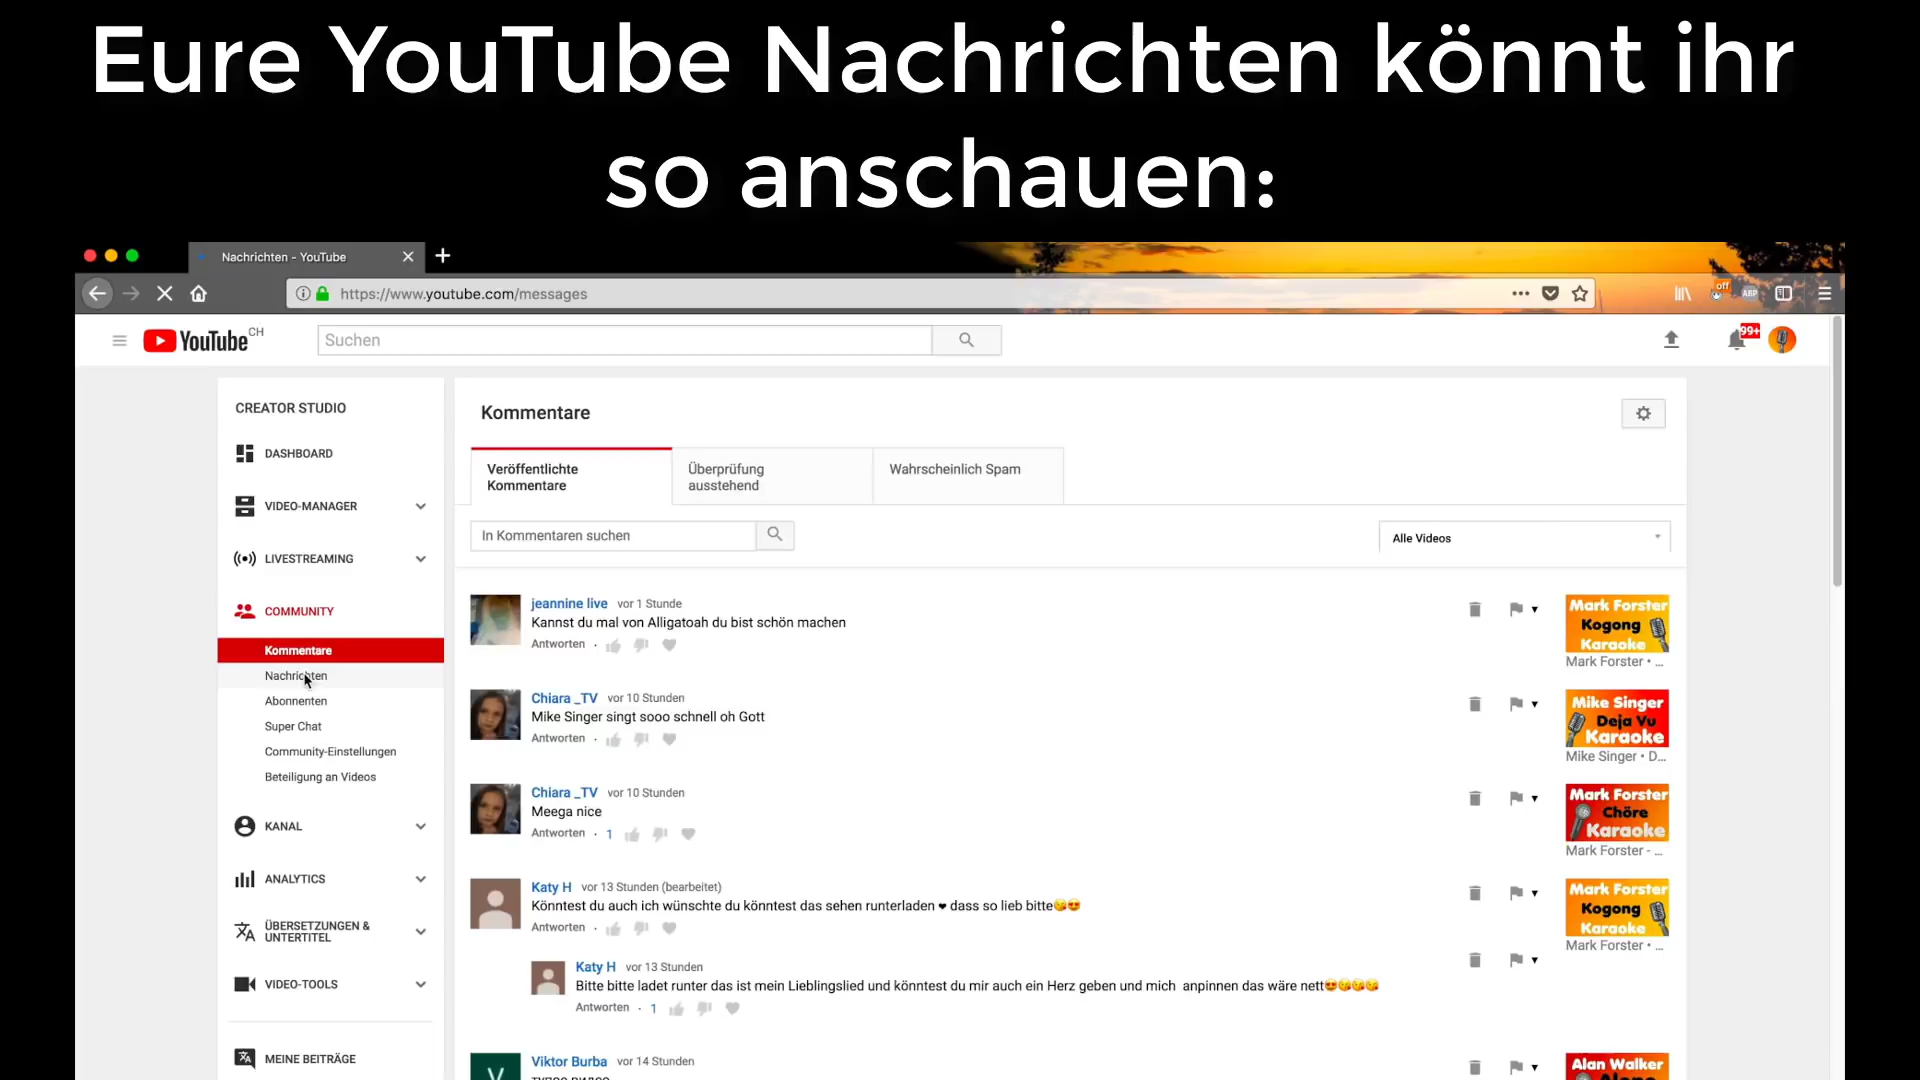 Eure YouTube Nachrichten könnt ihr
so anschauen:
Nachrichten - YouTube
https://www.youtube.com/messages
off
ABP
YouTube CH
Suchen
99+
CREATOR STUDIO
DASHBOARD
VIDEO-MANAGER
LIVESTREAMING
COMMUNITY
Kommentare
Nachrichten
Abonnenten
Super Chat
Community-Einstellungen
Beteiligung an Videos
KANAL
ANALYTICS
ÜBERSETZUNGEN &
UNTERTITEL
VIDEO-TOOLS
MEINE BEITRÄGE
Kommentare
Veröffentlichte
Kommentare
Überprüfung
ausstehend
Wahrscheinlich Spam
In Kommentaren suchen
Alle Videos
jeannine live vor 1 Stunde
Kannst du mal von Alligatoah du bist schön machen
Antworten ·
Mark Forster
Kogong
Karaoke
Mark Forster • ...
Chiara _TV vor 10 Stunden
Mike Singer singt sooo schnell oh Gott
Antworten ·
Mike Singer
Deja Vu
Karaoke
Mike Singer • D...
Chiara _TV vor 10 Stunden
Meega nice
Antworten · 1
Mark Forster
Chöre
Karaoke
Mark Forster - ...
Katy H vor 13 Stunden (bearbeitet)
Könntest du auch ich wünschte du könntest das sehen runterladen ❤ dass so lieb bitte😘😍
Antworten ·
Mark Forster
Kogong
Karaoke
Mark Forster • ...
Katy H vor 13 Stunden
Bitte bitte ladet runter das ist mein Lieblingslied und könntest du mir auch ein Herz geben und mich anpinnen das wäre nett😍😘😘😘
Antworten · 1
V
Viktor Burba vor 14 Stunden
Alan Walker